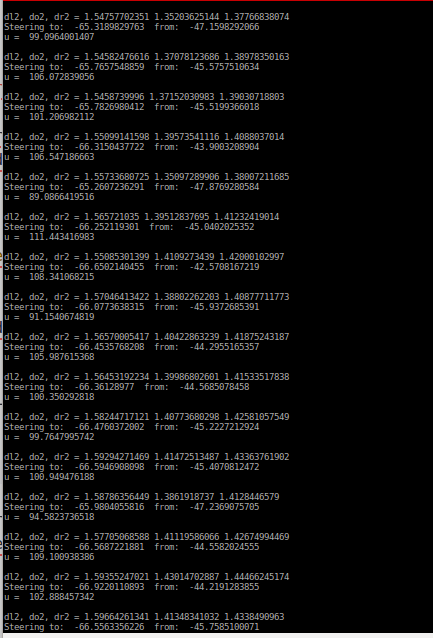 dl2, do2, dr2 = 1.54757702351 1.35203625144 1.37766838074
Steering to:  -65.3189829763  from:  -47.1598292066
u =  99.0964001407
dl2, do2, dr2 = 1.54582476616 1.37078123686 1.38978350163
Steering to:  -65.7657548859  from:  -45.5757510634
u =  106.072839056
dl2, do2, dr2 = 1.5458739996 1.37152030983 1.39030718803
Steering to:  -65.7826980412  from:  -45.5199366018
u =  101.206982112
dl2, do2, dr2 = 1.55099141598 1.39573541116 1.4088037014
Steering to:  -66.3150437722  from:  -43.9003208904
u =  106.547186663
dl2, do2, dr2 = 1.55733680725 1.35097289906 1.38007211685
Steering to:  -65.2607236291  from:  -47.8769280584
u =  89.0866419516
dl2, do2, dr2 = 1.565721035 1.39512837695 1.41232419014
Steering to:  -66.252119301  from:  -45.0402025352
u =  111.443416983
dl2, do2, dr2 = 1.55085301399 1.4109273439 1.42000102997
Steering to:  -66.6502140455  from:  -42.5708167219
u =  108.341068215
dl2, do2, dr2 = 1.57046413422 1.38802262203 1.40877711773
Steering to:  -66.0773638315  from:  -45.9372685391
u =  91.1540674819
dl2, do2, dr2 = 1.56570005417 1.40422863239 1.41875243187
Steering to:  -66.4535768208  from:  -44.2955165357
u =  105.987615368
dl2, do2, dr2 = 1.56453192234 1.39986802601 1.41533517838
Steering to:  -66.36128977  from:  -44.5685078458
u =  100.350292818
dl2, do2, dr2 = 1.58244717121 1.40773680298 1.42581057549
Steering to:  -66.4760372002  from:  -45.2227212924
u =  99.7647995742
dl2, do2, dr2 = 1.59294271469 1.41472513487 1.43363761902
Steering to:  -66.5946908098  from:  -45.4070812472
u =  100.949476188
dl2, do2, dr2 = 1.58786356449 1.3861918737 1.4128446579
Steering to:  -65.9804055816  from:  -47.2369075705
u =  94.5823736518
dl2, do2, dr2 = 1.57705068588 1.41119586066 1.42674994469
Steering to:  -66.5687221881  from:  -44.5582024555
u =  109.100938386
dl2, do2, dr2 = 1.59355247021 1.43014702887 1.44466245174
Steering to:  -66.9220110893  from:  -44.2191283855
u =  102.888457342
dl2, do2, dr2 = 1.59664261341 1.41348341032 1.4338490963
Steering to:  -66.5563356226  from:  -45.7585100071